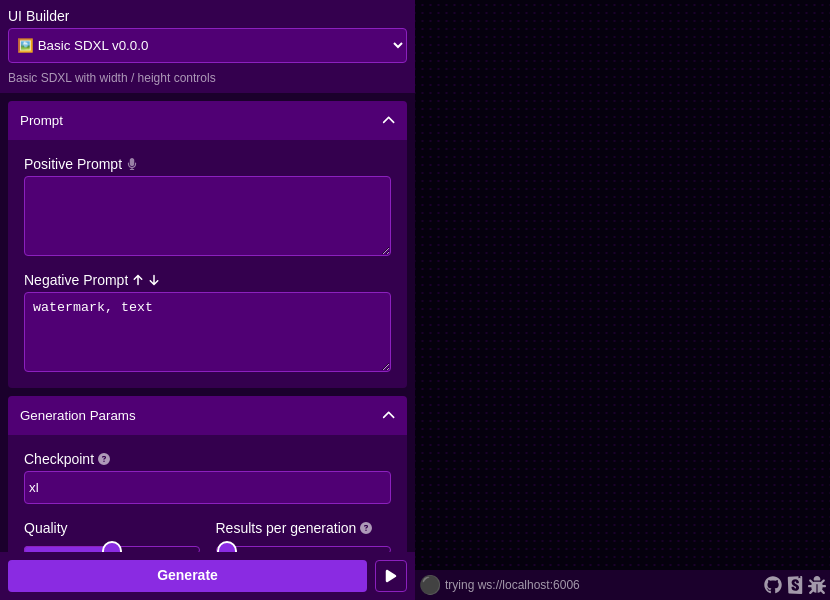 UI Builder
🖼️ Basic SDXL v0.0.0
Basic SDXL with width / height controls
Prompt
Positive Prompt
Negative Prompt
watermark, text
Generation Params
Checkpoint
xl
Quality
Results per generation
Generate
trying ws://localhost:6006